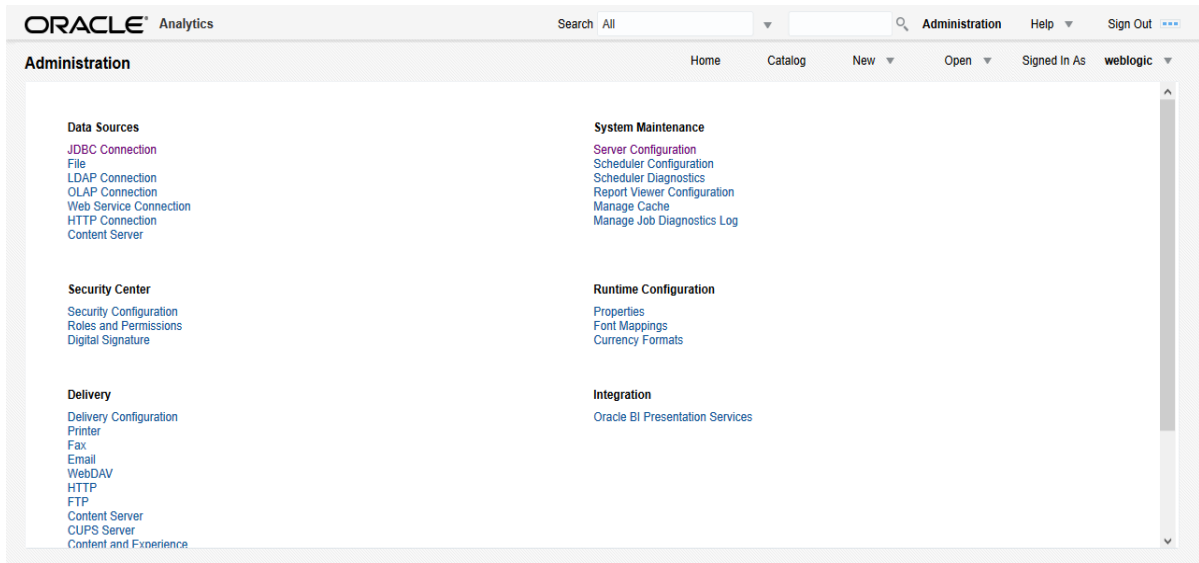 ORACLE Analytics Search All Administration Help Sign Out
Administration Home Catalog New Open Signed In As weblogic
Data Sources
JDBC Connection
File
LDAP Connection
OLAP Connection
Web Service Connection
HTTP Connection
Content Server
System Maintenance
Server Configuration
Scheduler Configuration
Scheduler Diagnostics
Report Viewer Configuration
Manage Cache
Manage Job Diagnostics Log
Security Center
Security Configuration
Roles and Permissions
Digital Signature
Runtime Configuration
Properties
Font Mappings
Currency Formats
Delivery
Delivery Configuration
Printer
Fax
Email
WebDAV
HTTP
FTP
Content Server
CUPS Server
Content and Experience
Integration
Oracle BI Presentation Services